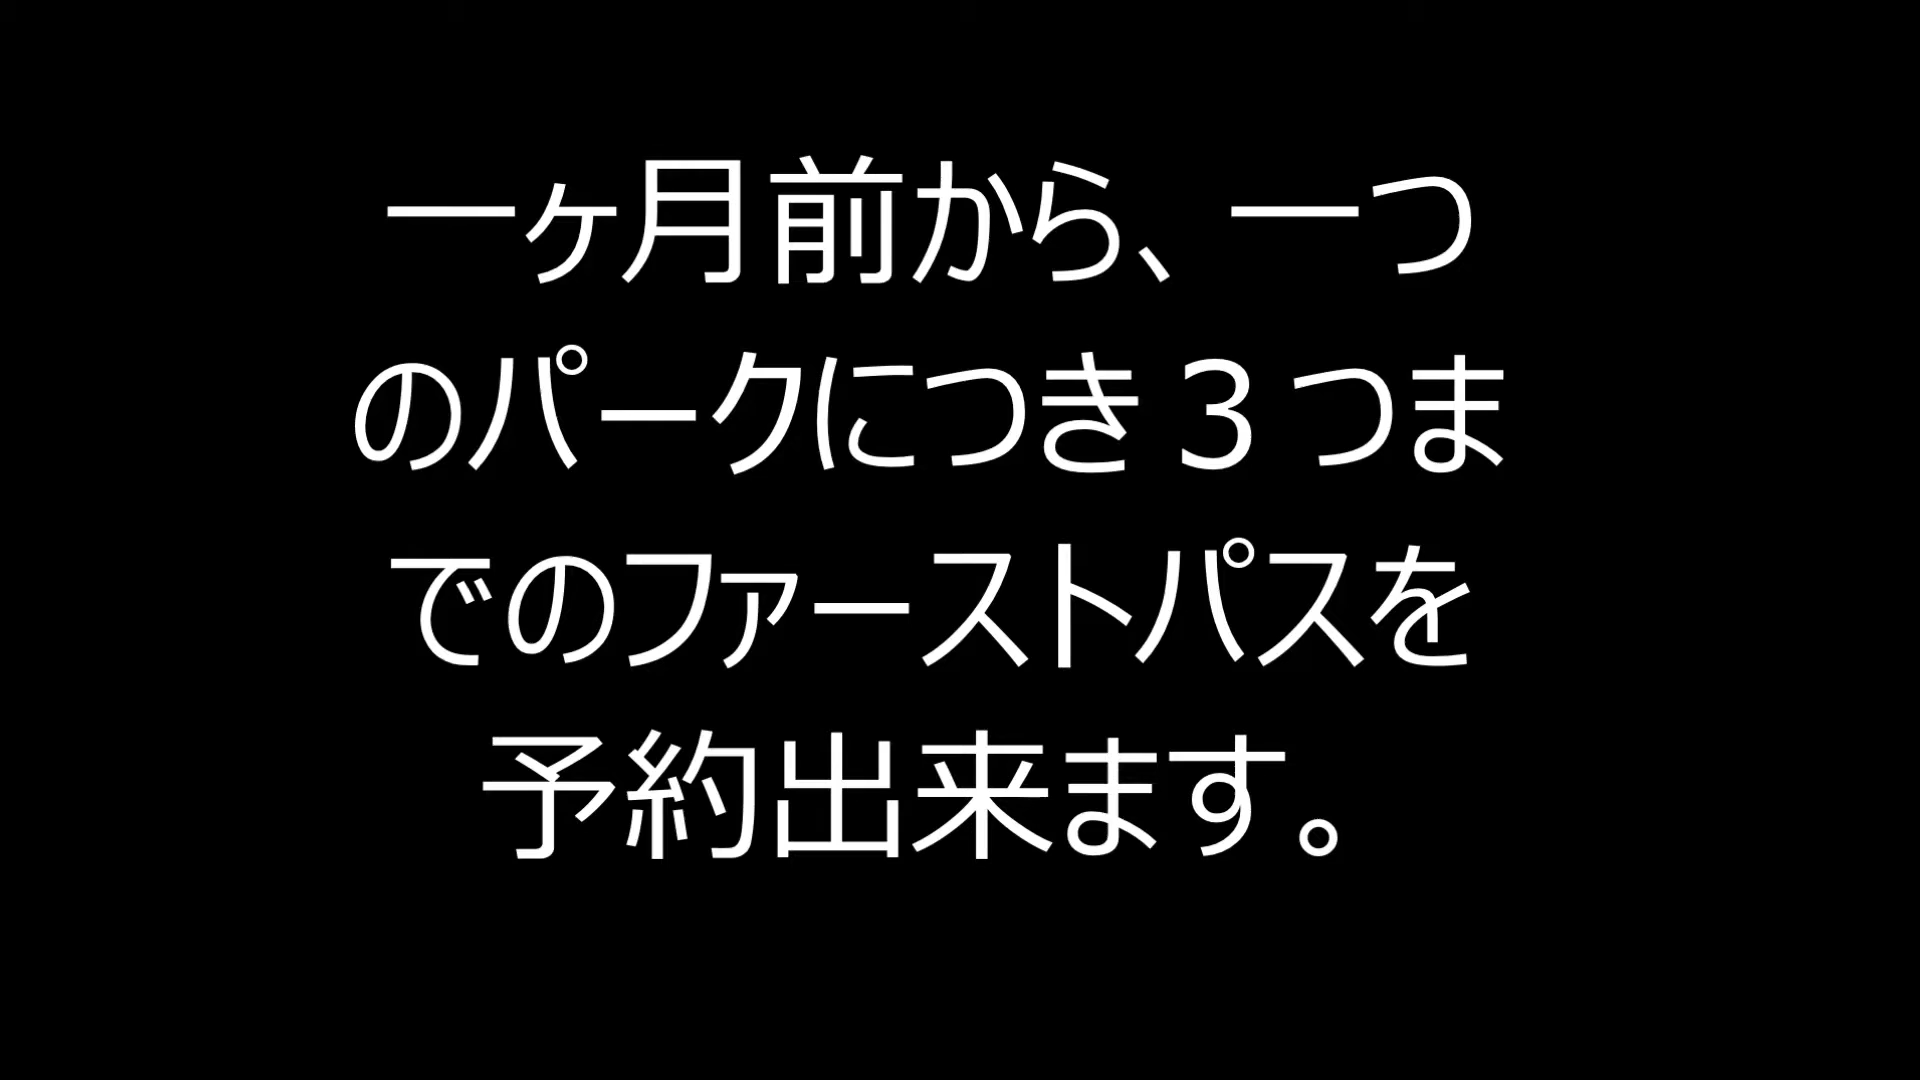 一ヶ月前から、一つ
のパークにつき３つま
でのファーストパスを
予約出来ます。